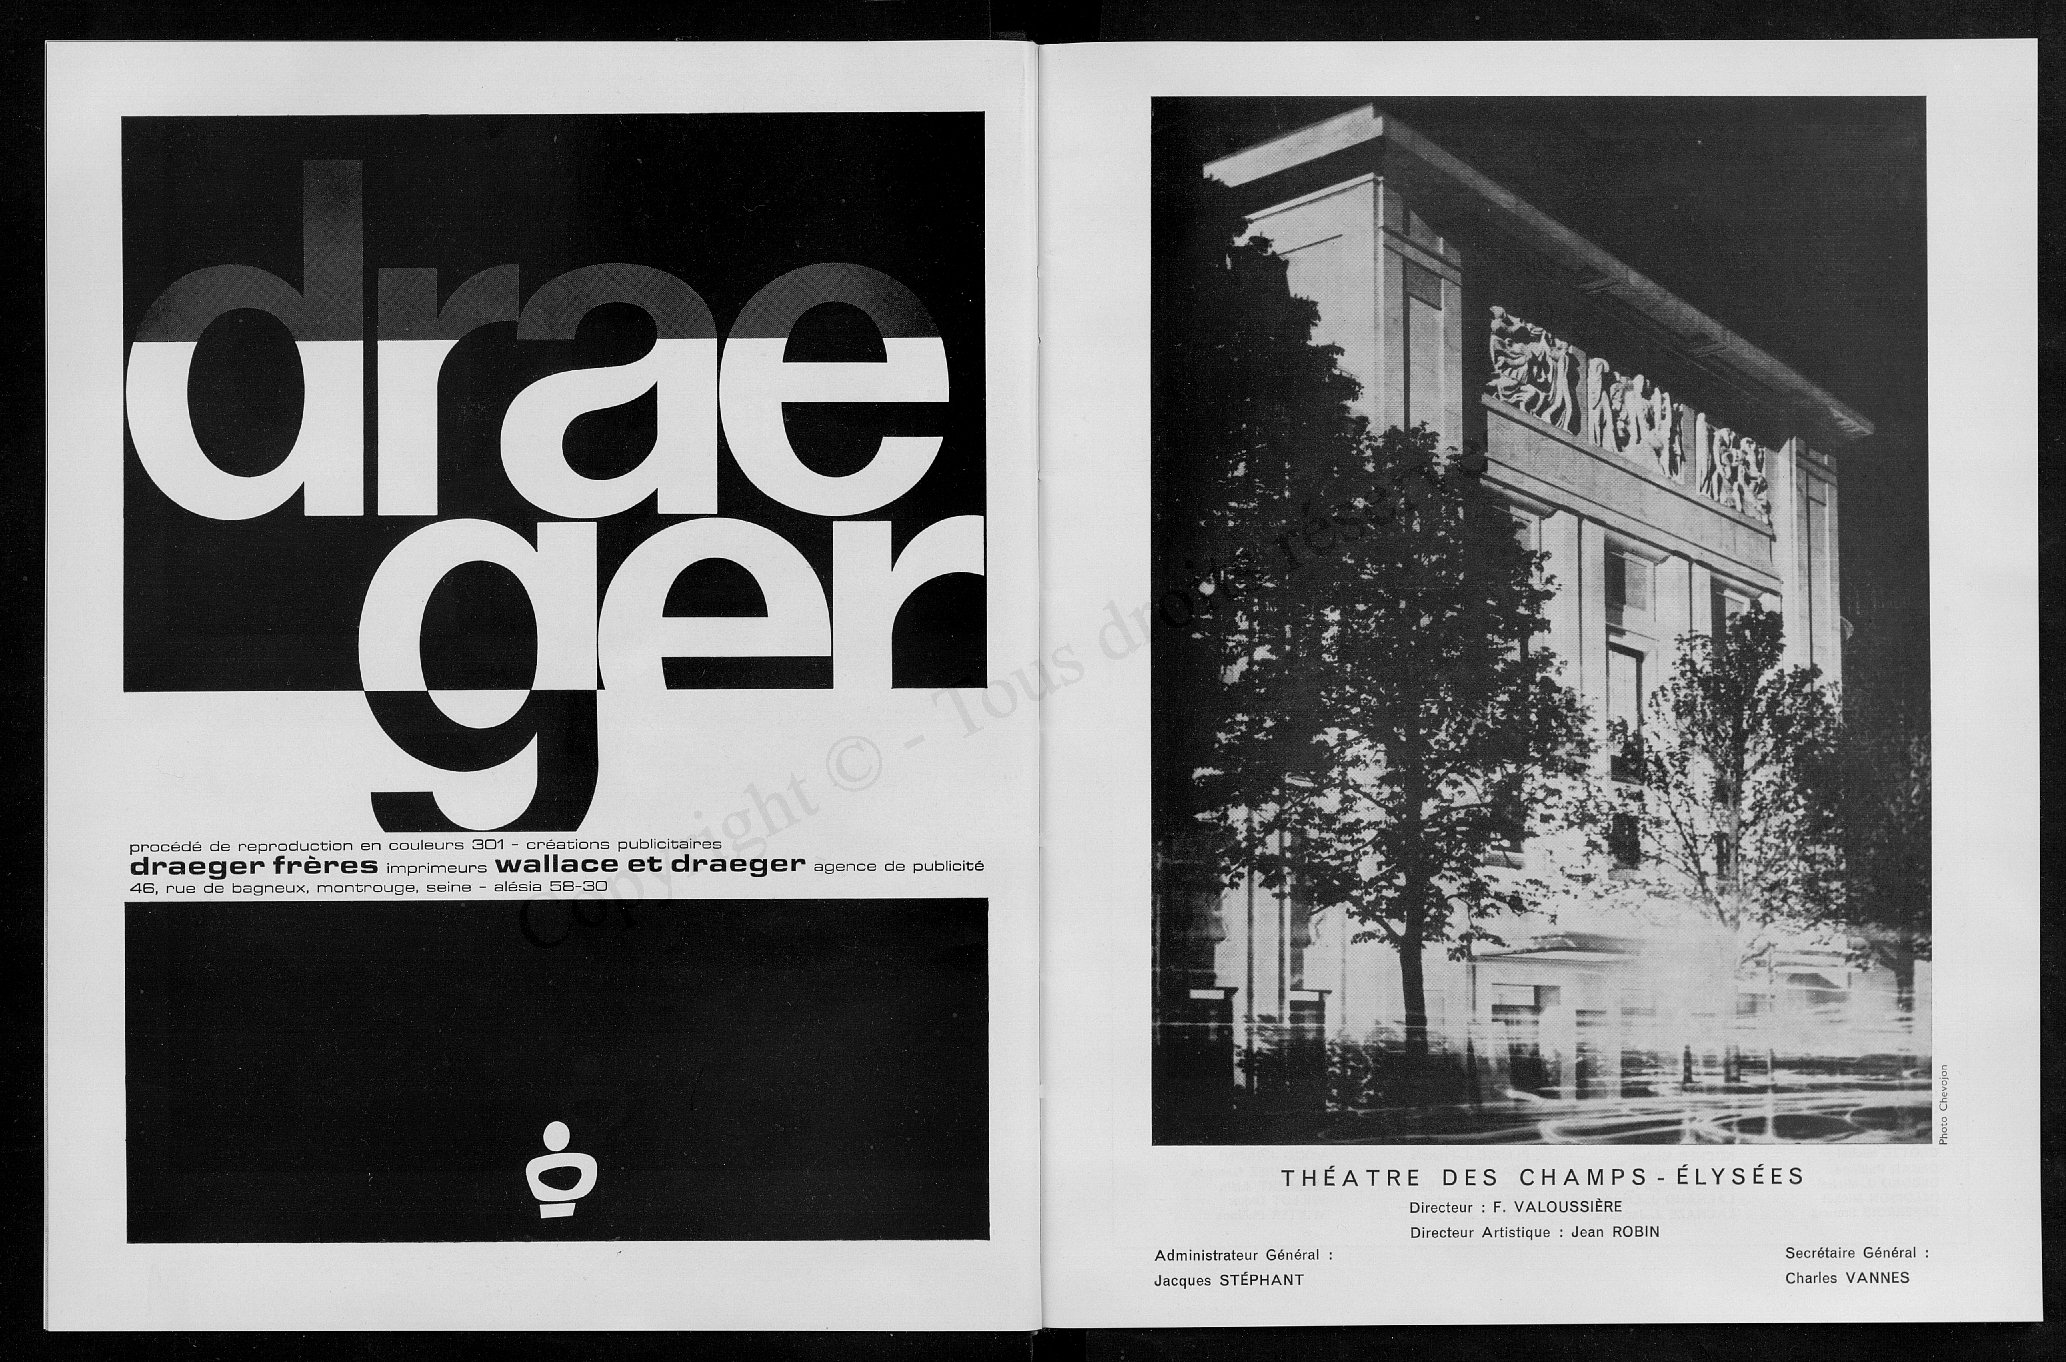 drae
ger
procédé de reproduction en couleurs 301 - créations publicitaires
draeger frères imprimeurs wallace et draeger agence de publicité
46, rue de bagneux, montrouge, seine - alésia 58-30
Copyright © - Tous droits réservés
Photo Chevojon
THÉATRE DES CHAMPS-ÉLYSÉES
Directeur : F. VALOUSSIÈRE
Directeur Artistique : Jean ROBIN
Administrateur Général :
Jacques STÉPHANT
Secrétaire Général :
Charles VANNES